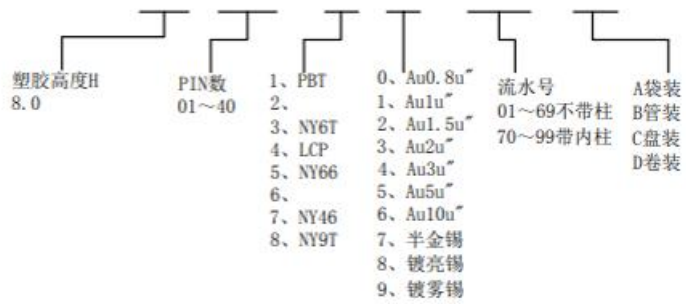 塑胶高度H
8.0
PIN数
01～40
1、PBT
2、
3、NY6T
4、LCP
5、NY66
6、
7、NY46
8、NY9T
0、Au0.8u″
1、Au1u″
2、Au1.5u″
3、Au2u″
4、Au3u″
5、Au5u″
6、Au10u″
7、半金锡
8、镀亮锡
9、镀雾锡
流水号
01～69不带柱
70～99带内柱
A袋装
B管装
C盘装
D卷装